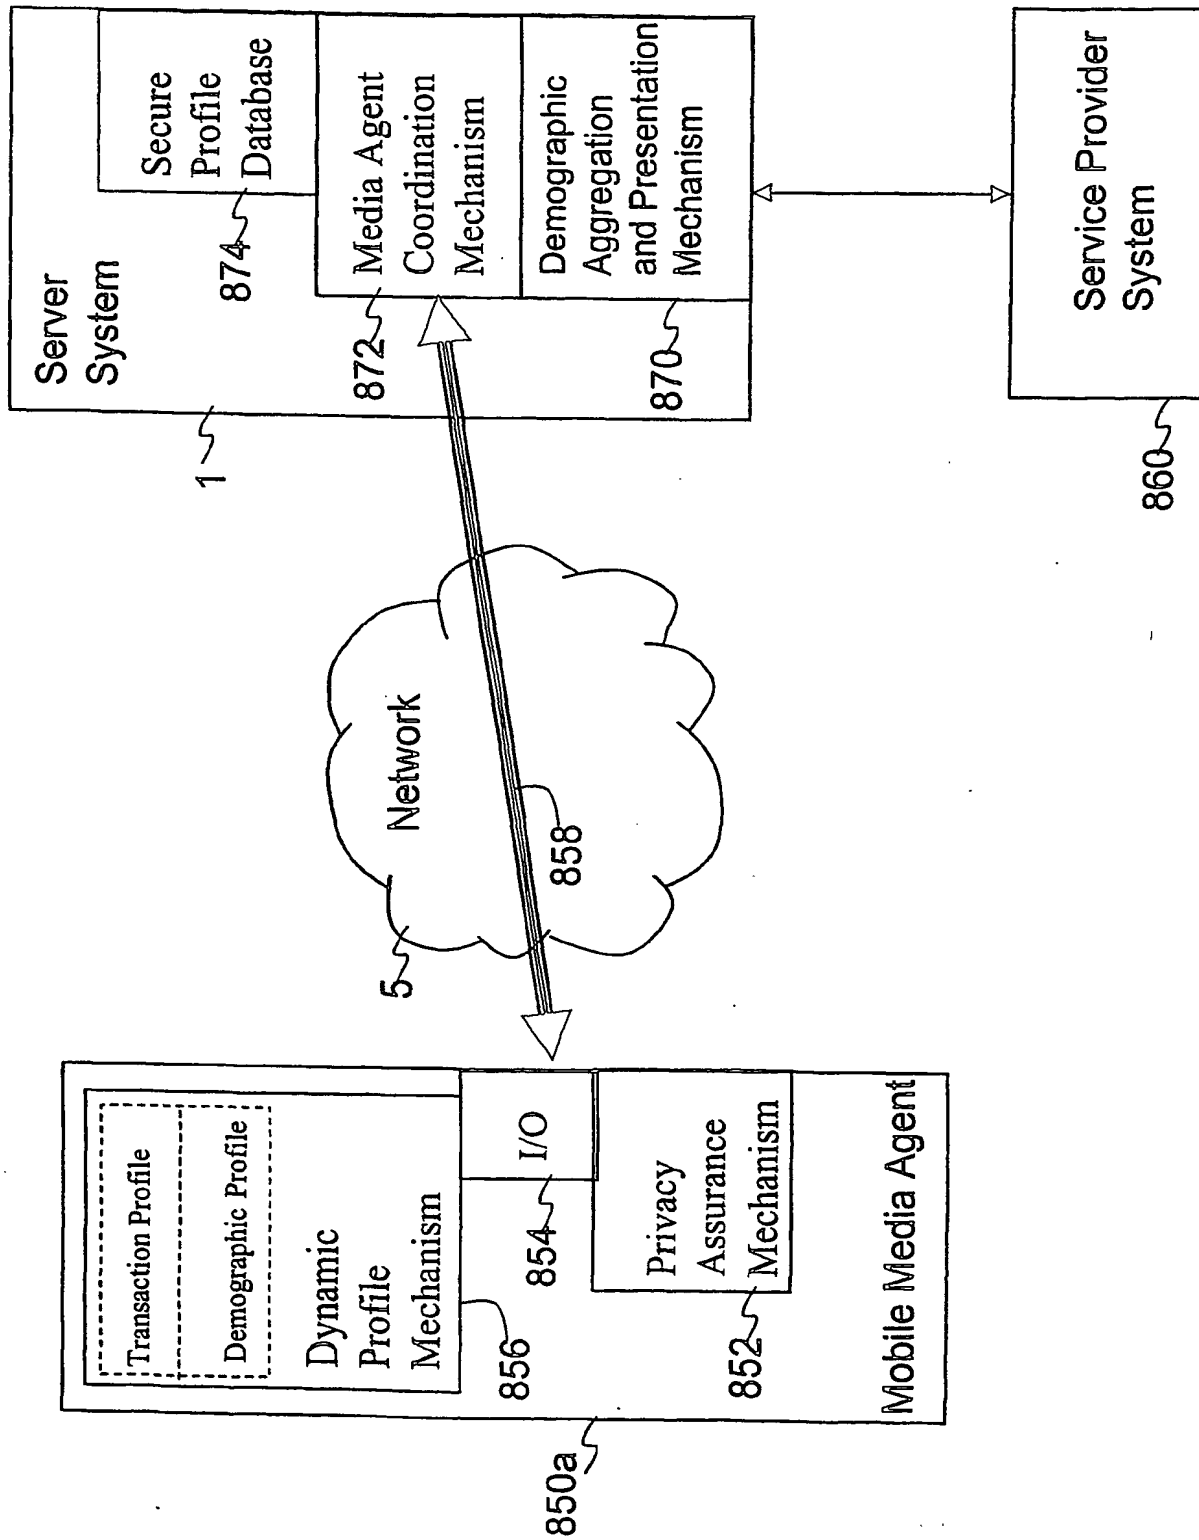 Transaction Profile
Demographic Profile
Dynamic
Profile
Mechanism
856
I/O
854
Privacy
Assurance
Mechanism
852
Mobile Media Agent
850a
5
Network
858
Server
System
1
Secure
Profile
Database
874
Media Agent
Coordination
Mechanism
872
Demographic
Aggregation
and Presentation
Mechanism
870
Service Provider
System
860